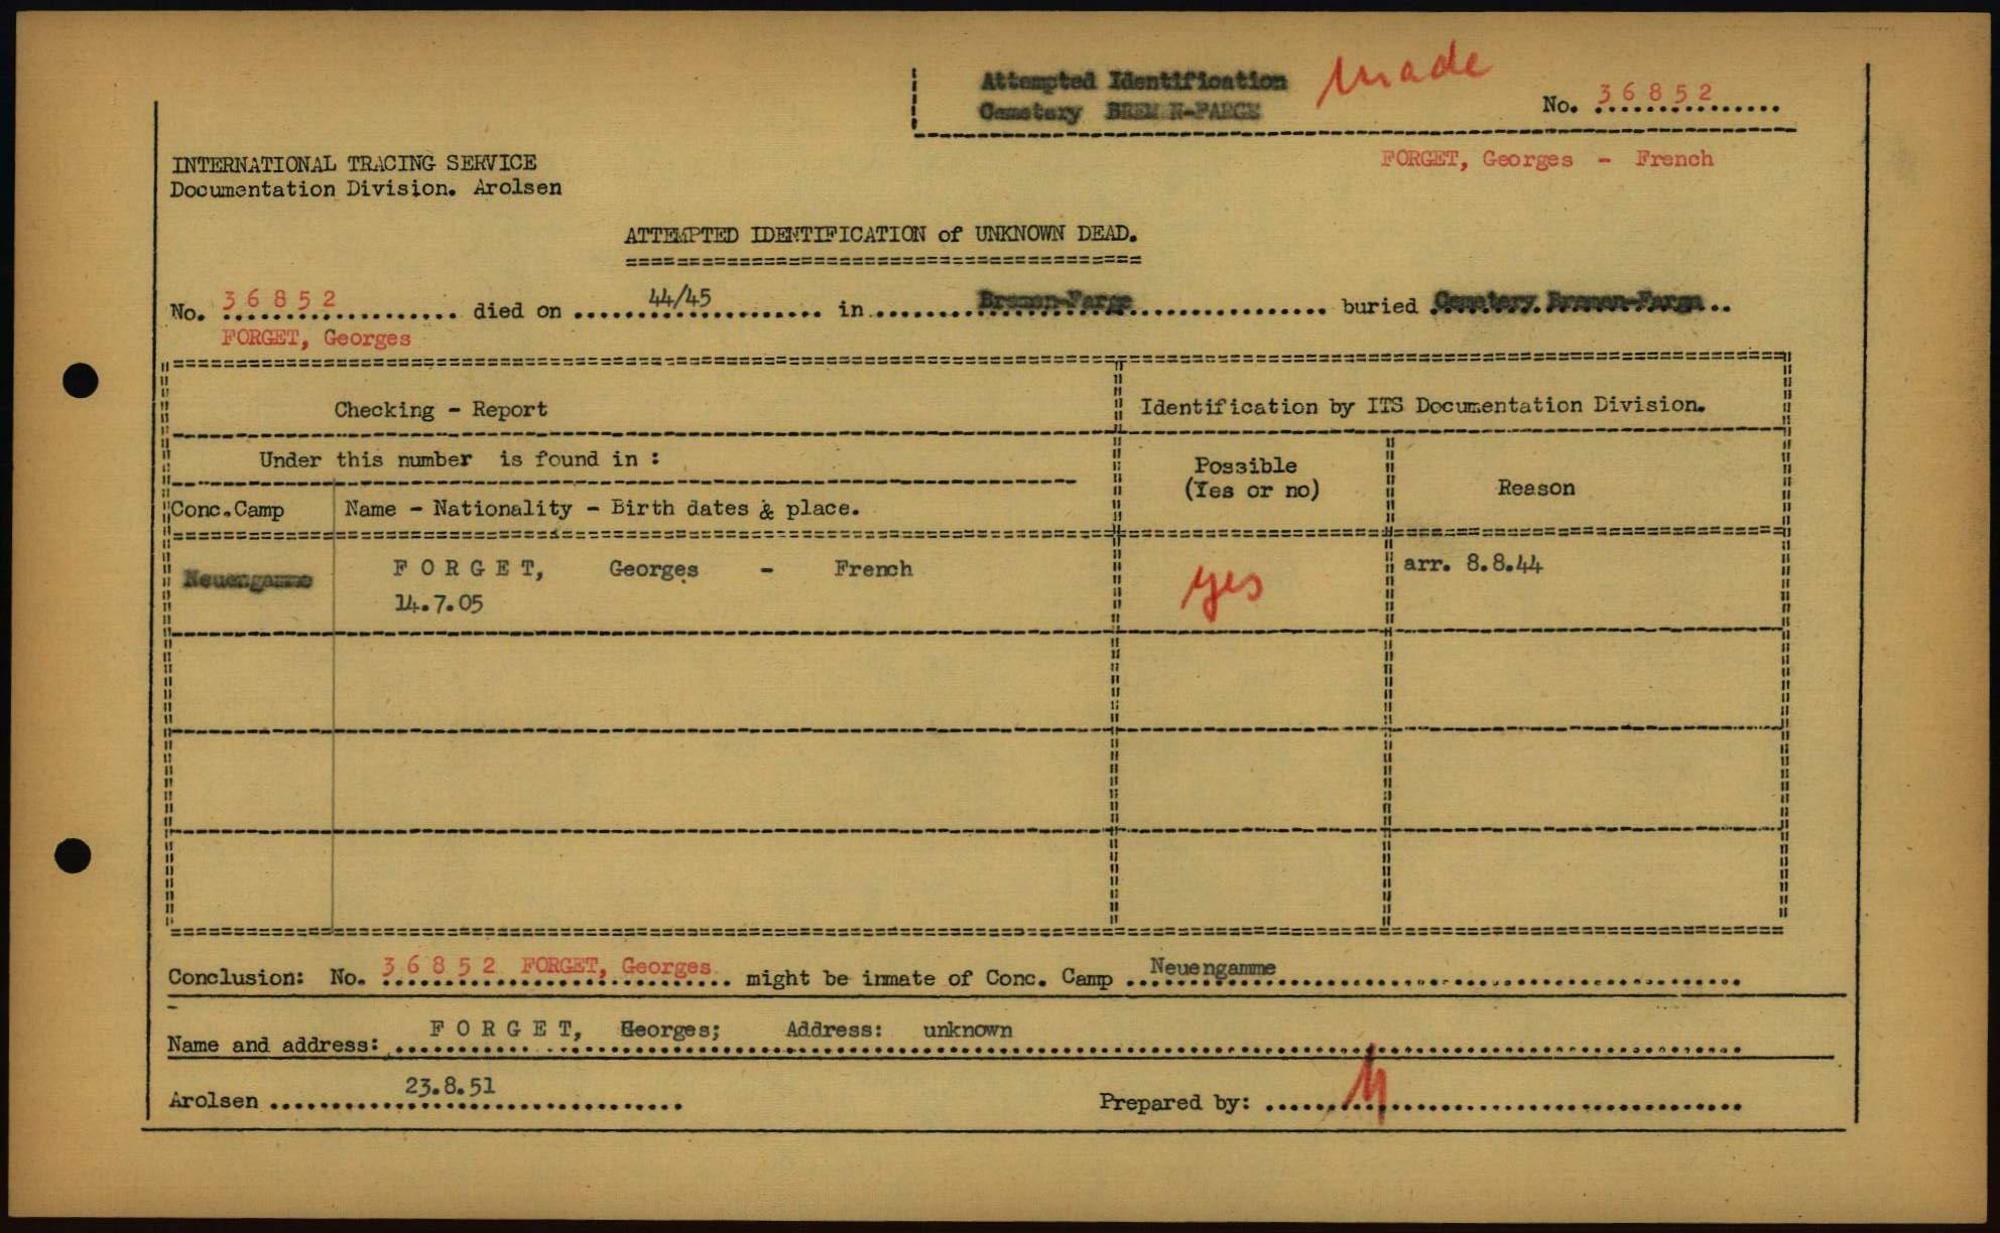 Attempted Identification made
Cemetery BREMEN-FARGE
No. 36852
FORGET, Georges - French
INTERNATIONAL TRACING SERVICE
Documentation Division. Arolsen
ATTEMPTED IDENTIFICATION of UNKNOWN DEAD.
No. 36852 died on 44/45 in Bremen-Farge buried Cemetery Bremen-Farge
FORGET, Georges
Checking - Report
Identification by ITS Documentation Division.
Under this number is found in :
Possible
(Yes or no)
Reason
Conc.Camp
Name - Nationality - Birth dates & place.
Neuengamme
F O R G E T, Georges - French
14.7.05
yes
arr. 8.8.44
Conclusion: No. 36852 FORGET, Georges might be inmate of Conc. Camp Neuengamme
Name and address: F O R G E T, Georges; Address: unknown
Arolsen 23.8.51
Prepared by: